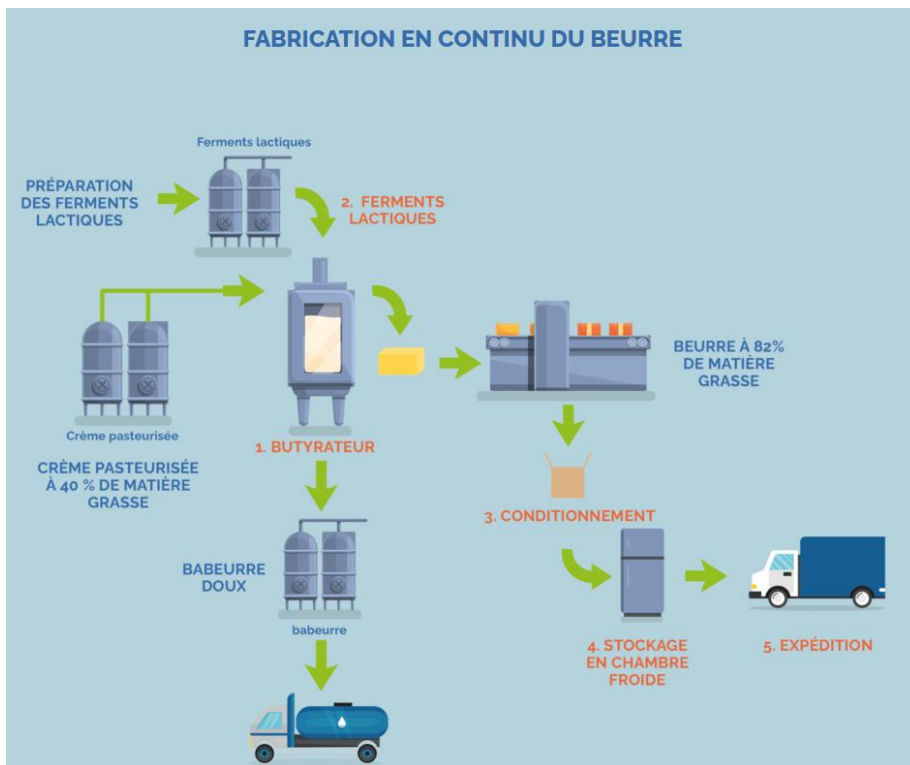 FABRICATION EN CONTINU DU BEURRE
Ferments lactiques
PRÉPARATION
DES FERMENTS
LACTIQUES
2. FERMENTS
LACTIQUES
BEURRE À 82%
DE MATIÈRE
GRASSE
Crème pasteurisée
1. BUTYRATEUR
CRÈME PASTEURISÉE
À 40 % DE MATIÈRE
GRASSE
3. CONDITIONNEMENT
BABEURRE
DOUX
babeurre
4. STOCKAGE
EN CHAMBRE
FROIDE
5. EXPÉDITION